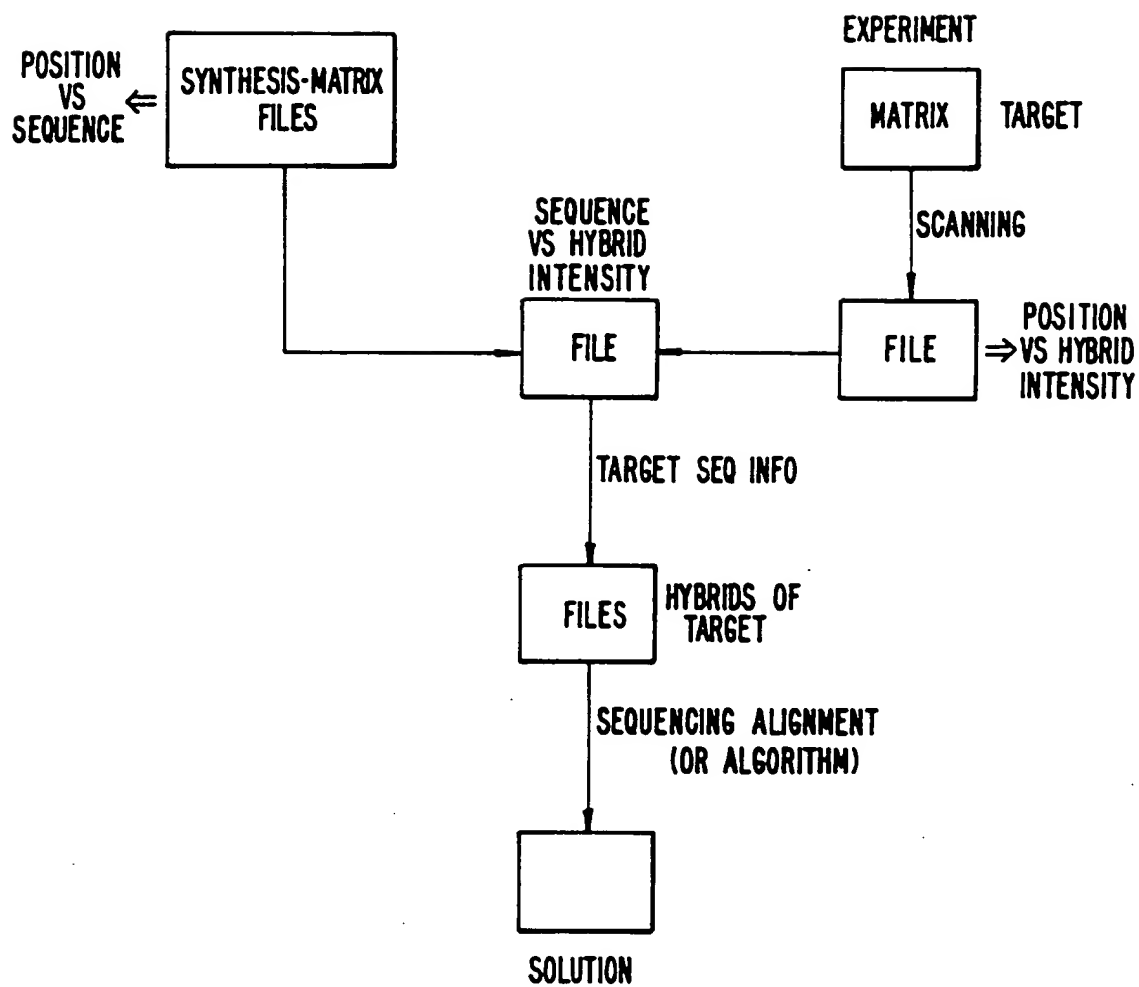 EXPERIMENT
POSITION
VS
SEQUENCE
SYNTHESIS-MATRIX
FILES
MATRIX
TARGET
SCANNING
SEQUENCE
VS HYBRID
INTENSITY
FILE
FILE
POSITION
VS HYBRID
INTENSITY
TARGET SEQ INFO
FILES
HYBRIDS OF
TARGET
SEQUENCING ALIGNMENT
(OR ALGORITHM)
SOLUTION